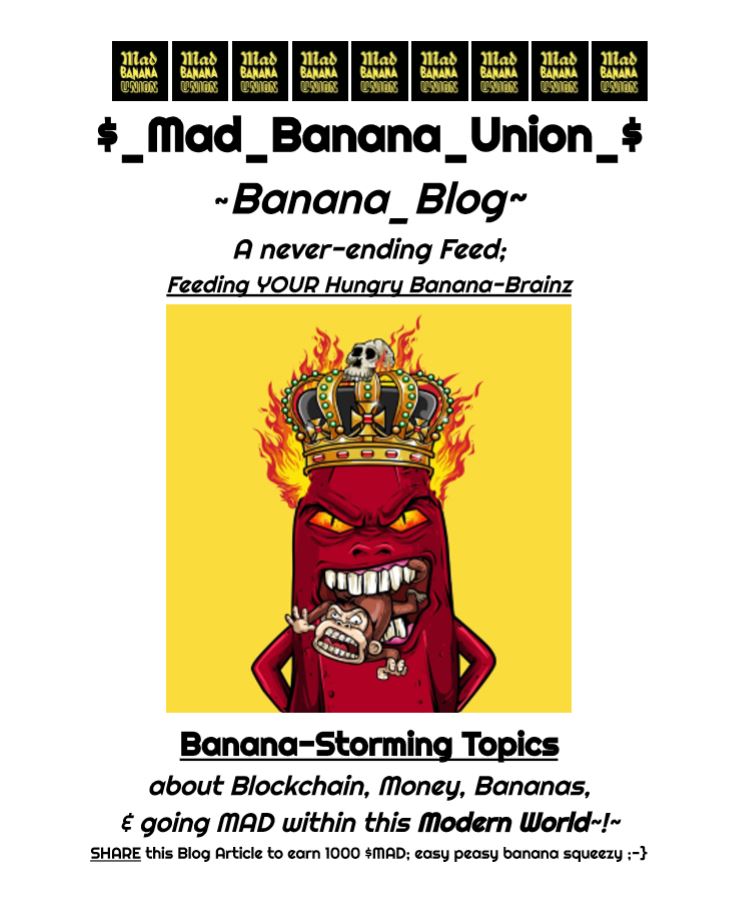 Mad Mad Mad Mad Mad Mad Mad Mad Mad
BANANA BANANA BANANA BANANA BANANA BANANA BANANA BANANA BANANA
UNION UNION UNION UNION UNION UNION UNION UNION UNION
$_Mad_Banana_Union_$
~Banana_Blog~
A never-ending Feed;
Feeding YOUR Hungry Banana-Brainz
Banana-Storming Topics
about Blockchain, Money, Bananas,
& going MAD within this Modern World~!~
SHARE this Blog Article to earn 1000 $MAD; easy peasy banana squeezy ;-}